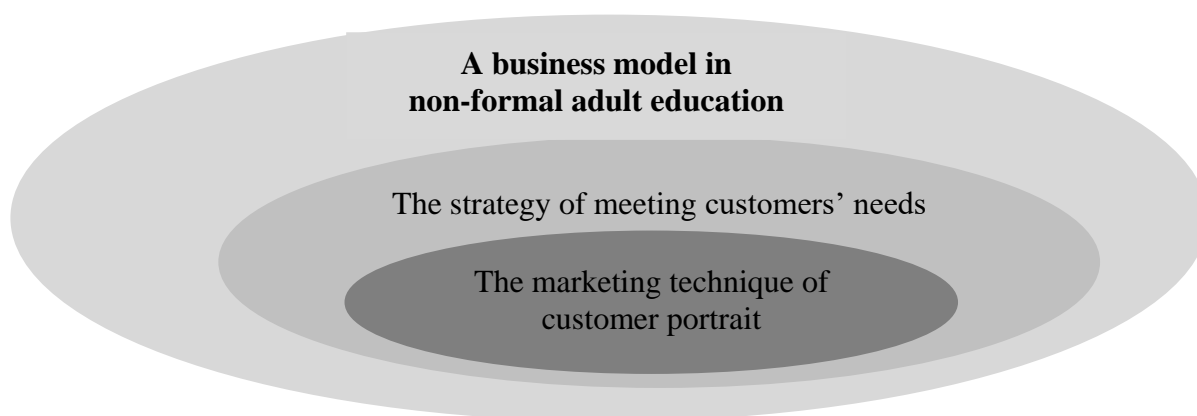 A business model in
non-formal adult education
The strategy of meeting customers’ needs
The marketing technique of
customer portrait